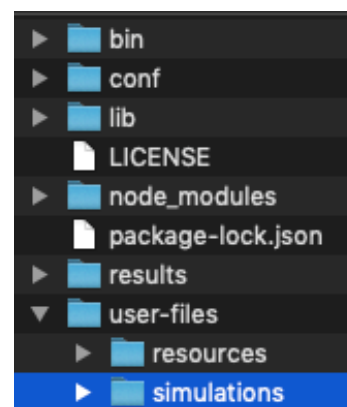 bin
conf
lib
LICENSE
node_modules
package-lock.json
results
user-files
resources
simulations